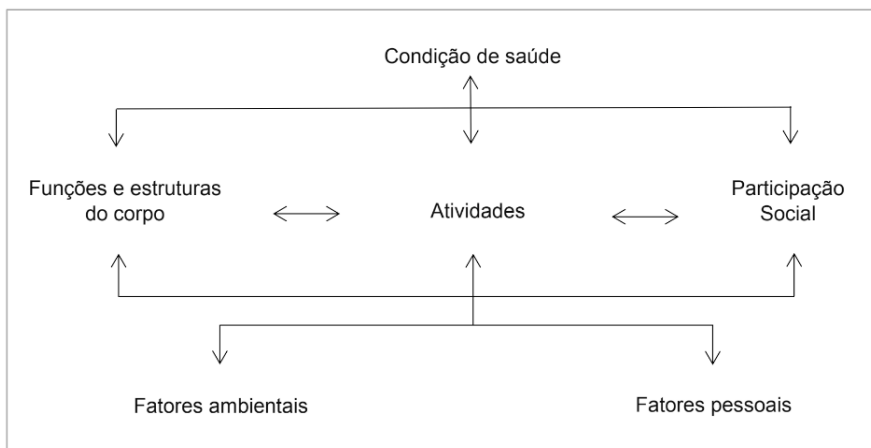 Condição de saúde
Funções e estruturas
do corpo
Atividades
Participação
Social
Fatores ambientais
Fatores pessoais